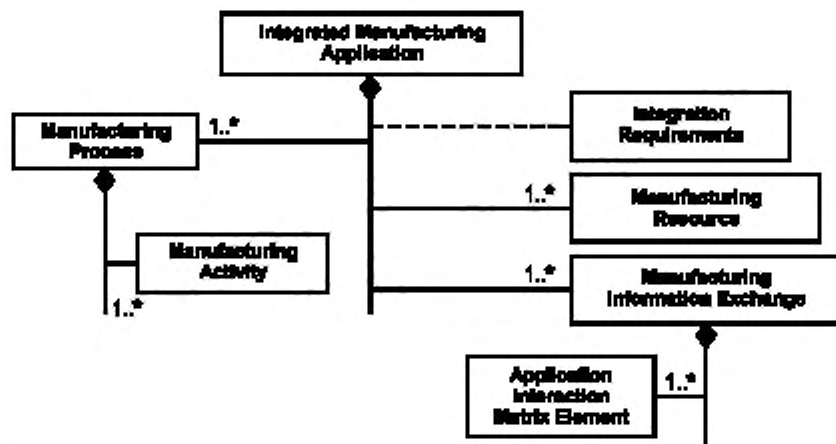 Integrated Manufacturing
Application
Manufacturing
Process
1..*
Integration
Requirements
1..*
Manufacturing
Resource
Manufacturing
Activity
1..*
1..*
Manufacturing
Information Exchange
Application
Interaction
Matrix Element
1..*